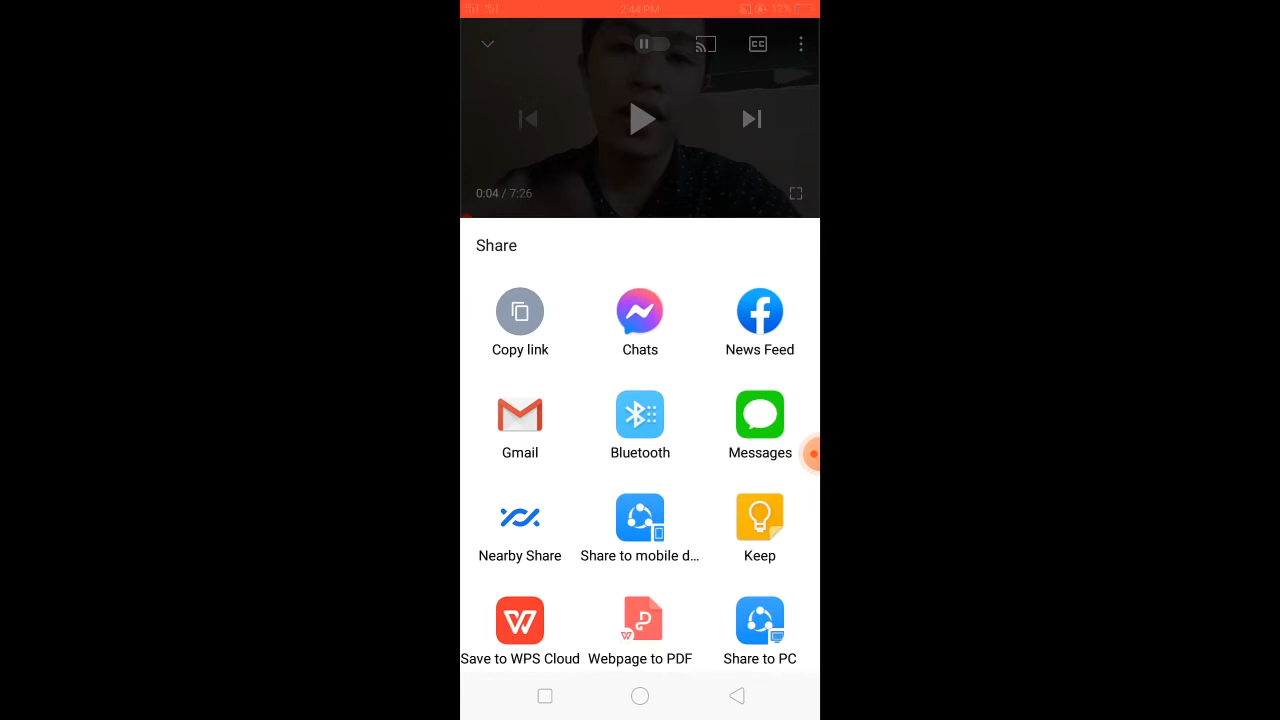 2:44 PM
12%
CC
0:04 / 7:26
Share
Copy link
Chats
News Feed
Gmail
Bluetooth
Messages
Nearby Share
Share to mobile d...
Keep
Save to WPS Cloud
Webpage to PDF
Share to PC